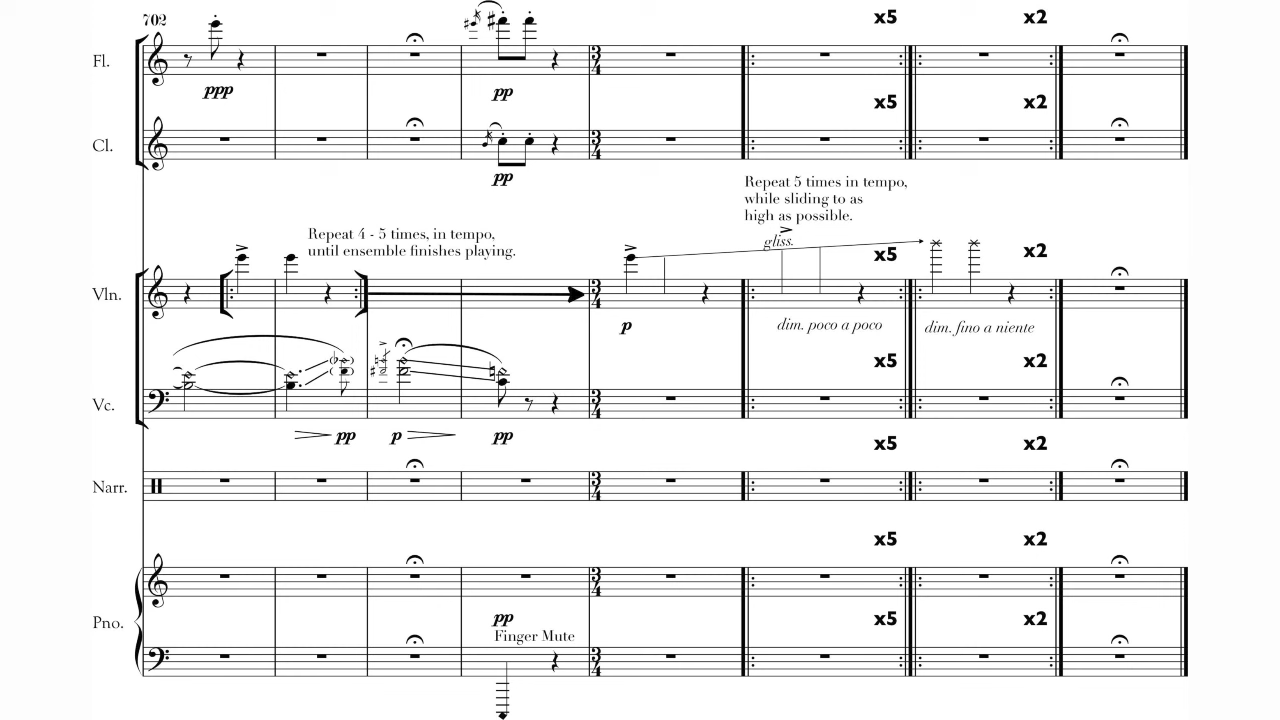 702
x5 x2
Fl.
ppp pp
x5 x2
Cl.
pp
Repeat 5 times in tempo,
while sliding to as
high as possible.
Repeat 4 - 5 times, in tempo,
until ensemble finishes playing.
gliss.
x5 x2
Vln.
3
4
p dim. poco a poco dim. fino a niente
x5 x2
Vc.
pp p pp
x5 x2
Narr.
x5 x2
Pno.
pp x5 x2
Finger Mute